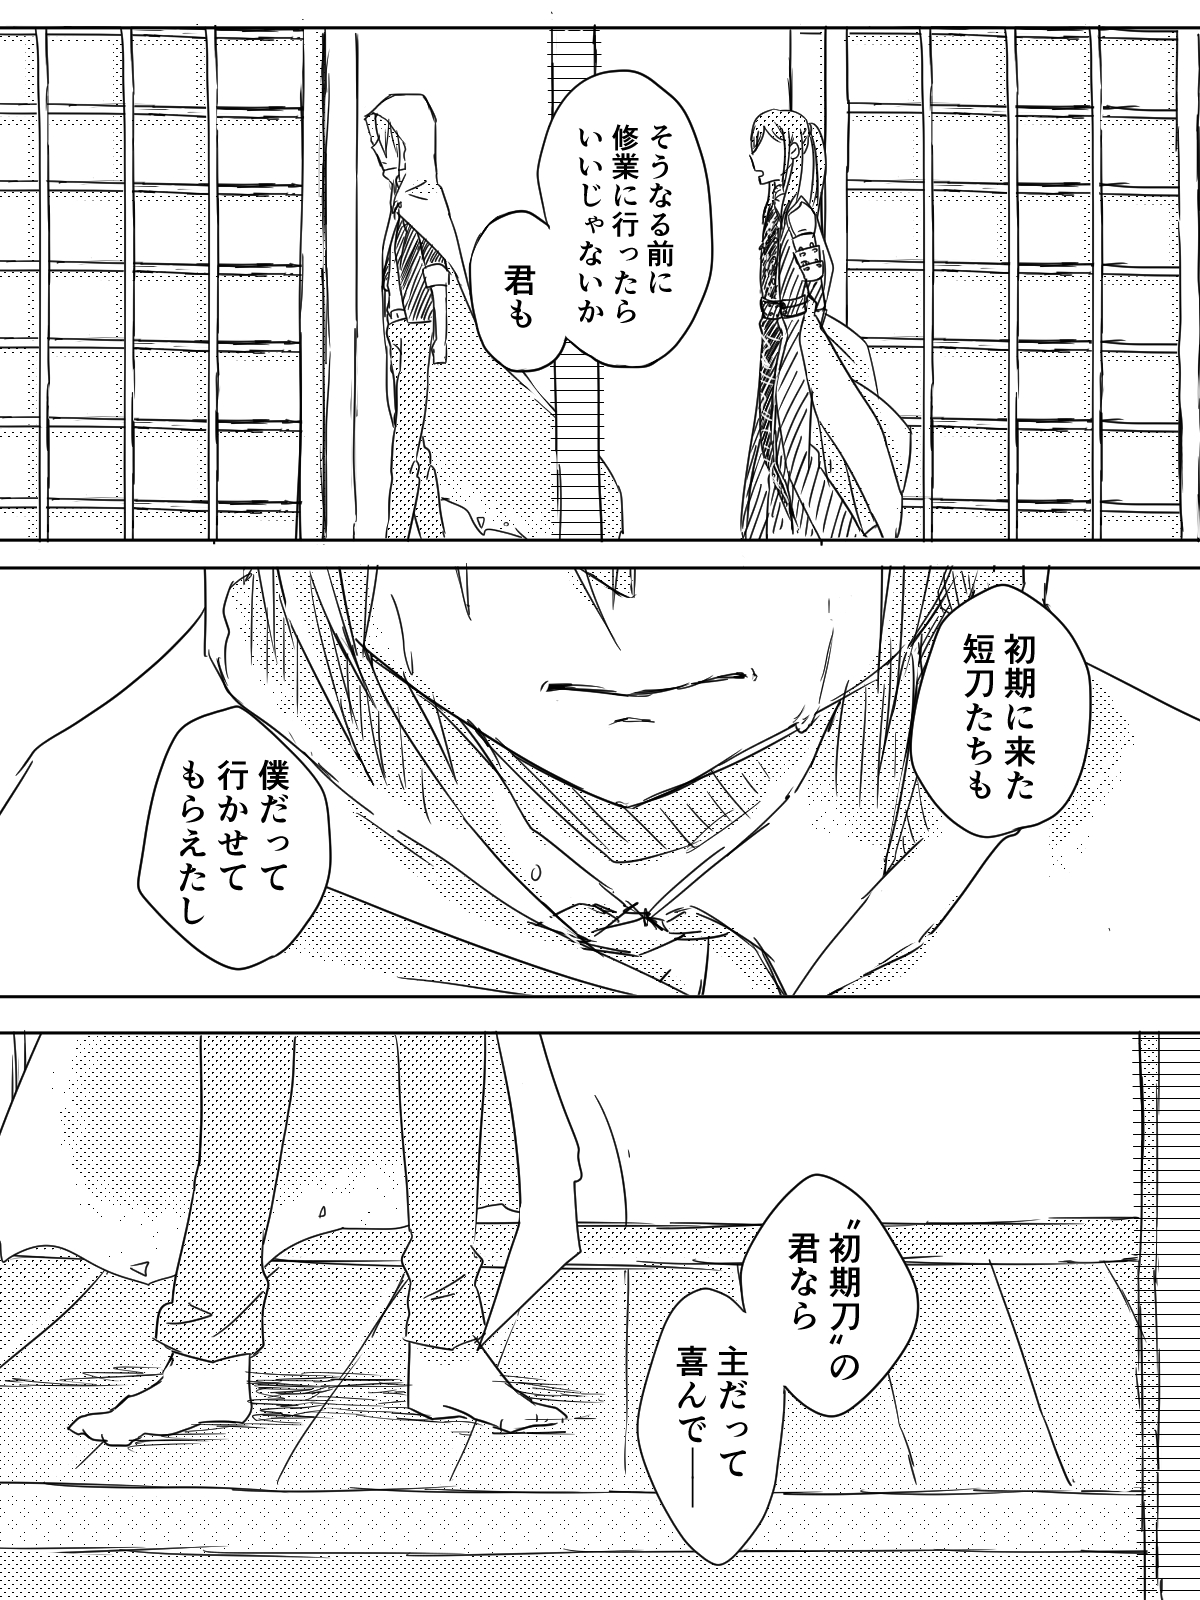 そうなる前に
修業に行ったら
いいじゃないか
君も
初期に来た
短刀たちも
僕だって
行かせて
もらえたし
〝初期刀〟の
君なら
主だって
喜んで――